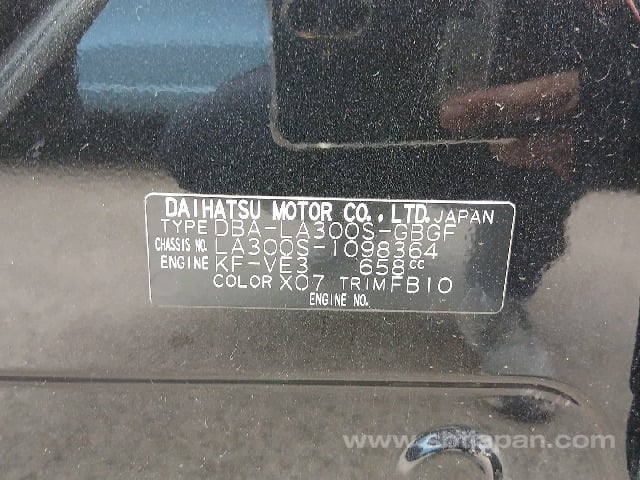 DAIHATSU MOTOR CO., LTD. JAPAN
TYPE DBA-LA300S-GBGF
CHASSIS NO. LA300S-1098364
ENGINE KF-VE3 658cc
COLOR X07 TRIM FB10
ENGINE NO.
www.sbtjapan.com